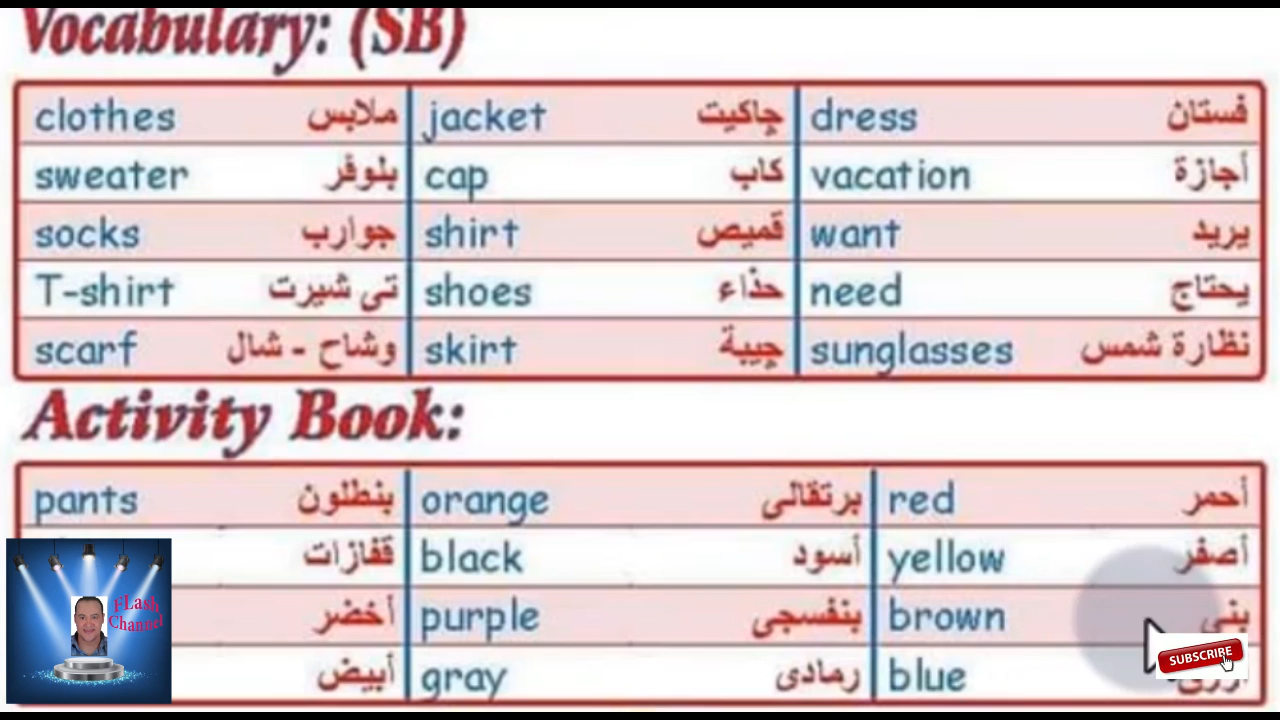 Vocabulary: (SB)
clothes ملابس jacket چاكيت dress فستان
sweater بلوفر cap كاب vacation أجازة
socks جوارب shirt قميص want يريد
T-shirt تى شيرت shoes حذاء need يحتاج
scarf وشاح - شال skirt چيبة sunglasses نظارة شمس
Activity Book:
pants بنطلون orange برتقالى red أحمر
قفازات black أسود yellow أصفر
أخضر purple بنفسجى brown بنى
أبيض gray رمادى blue
FLash
Channel
SUBSCRIBE